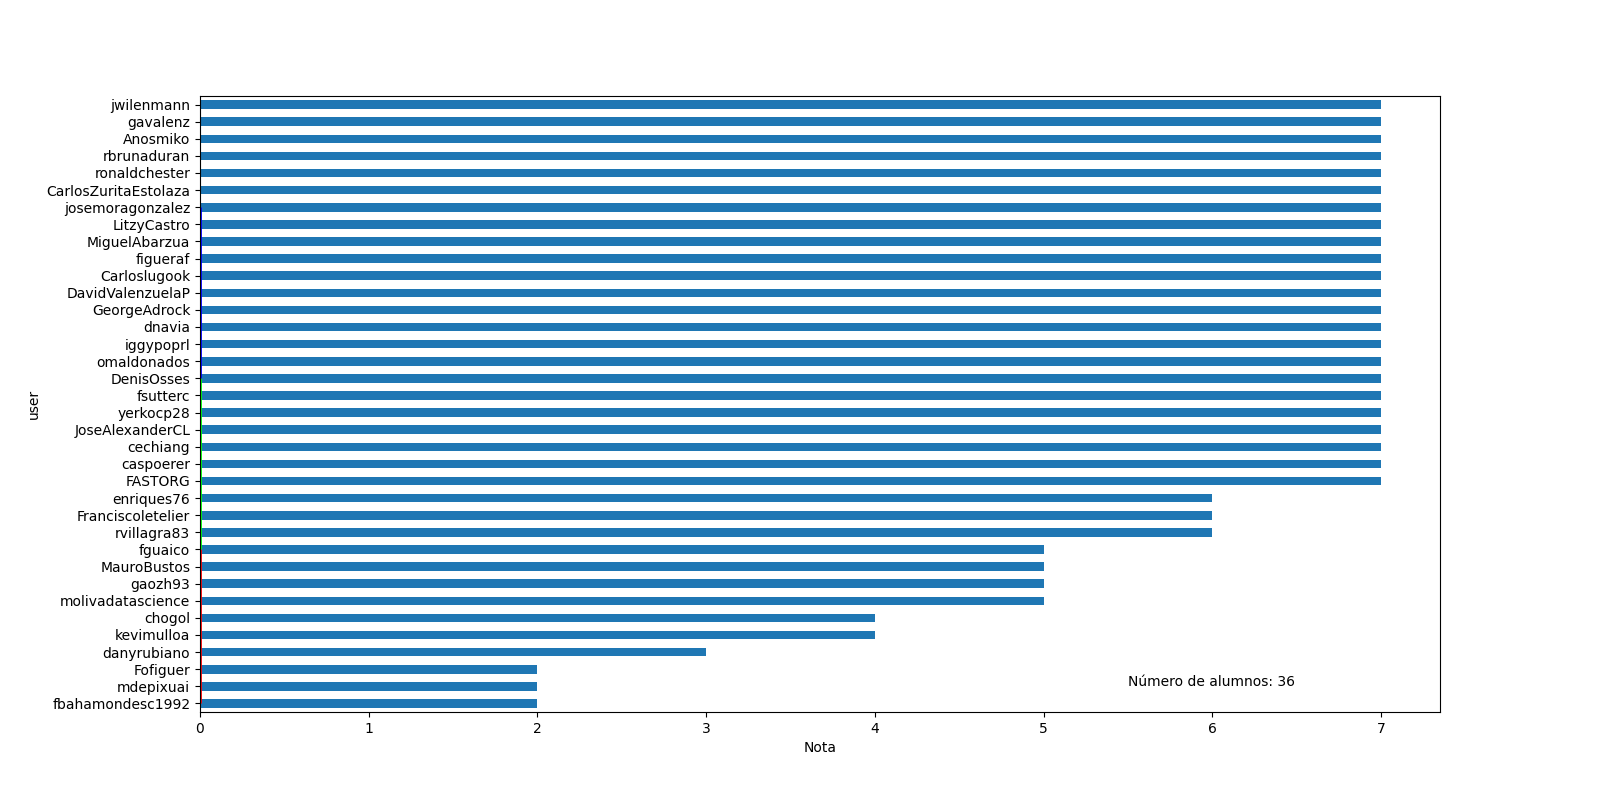 jwilenmann
gavalenz
Anosmiko
rbrunaduran
ronaldchester
CarlosZuritaEstolaza
josemoragonzalez
LitzyCastro
MiguelAbarzua
figueraf
Carloslugook
DavidValenzuelaP
GeorgeAdrock
dnavia
iggypoprl
omaldonados
DenisOsses
fsutterc
yerkocp28
JoseAlexanderCL
cechiang
caspoerer
FASTORG
enriques76
Franciscoletelier
rvillagra83
fguaico
MauroBustos
gaozh93
molivadatascience
chogol
kevimulloa
danyrubiano
Fofiguer
mdepixuai
fbahamondesc1992
user
Número de alumnos: 36
0 1 2 3 4 5 6 7
Nota